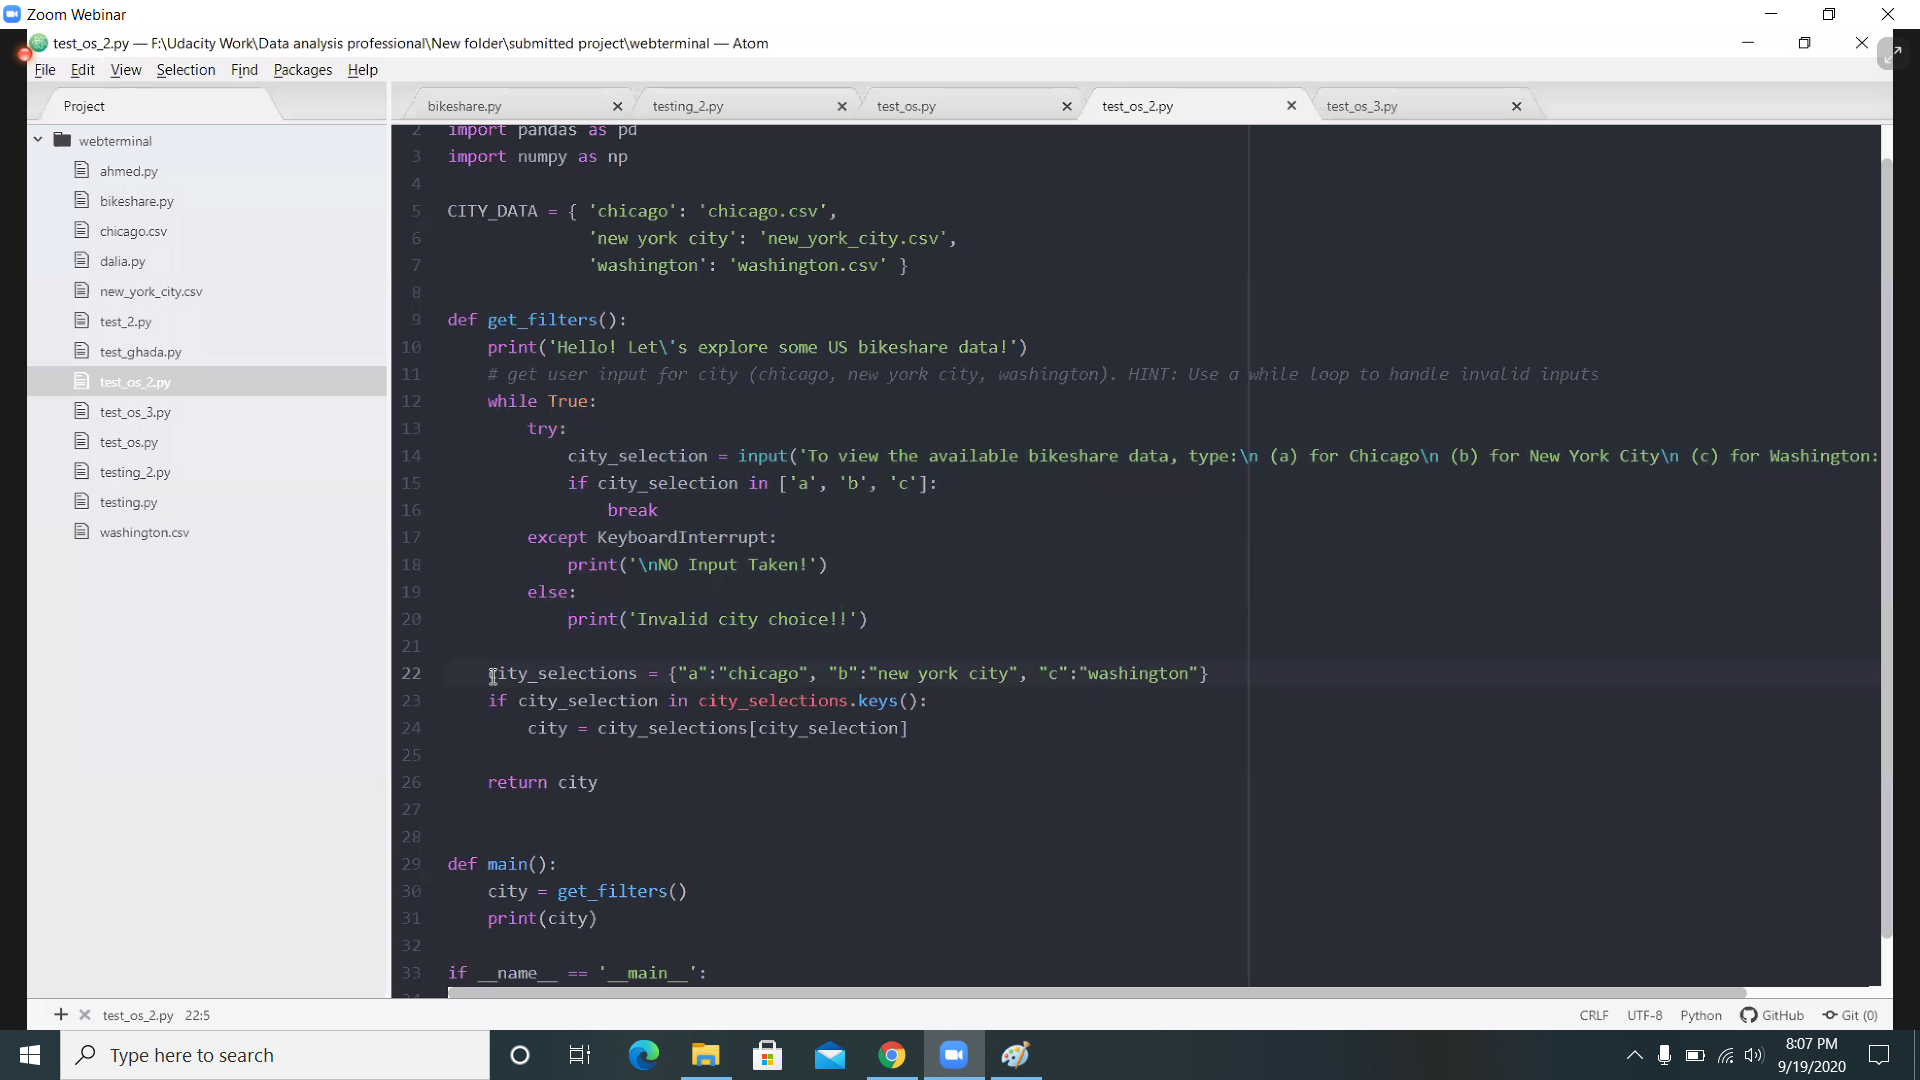 Zoom Webinar
test_os_2.py — F:\Udacity Work\Data analysis professional\New folder\submitted project\webterminal — Atom
File Edit View Selection Find Packages Help
Project
bikeshare.py
testing_2.py
test_os.py
test_os_2.py
test_os_3.py
webterminal
ahmed.py
bikeshare.py
chicago.csv
dalia.py
new_york_city.csv
test_2.py
test_ghada.py
test_os_2.py
test_os_3.py
test_os.py
testing_2.py
testing.py
washington.csv
2 import pandas as pd
3 import numpy as np
4
5 CITY_DATA = { 'chicago': 'chicago.csv',
6 'new york city': 'new_york_city.csv',
7 'washington': 'washington.csv' }
8
9 def get_filters():
10 print('Hello! Let\'s explore some US bikeshare data!')
11 # get user input for city (chicago, new york city, washington). HINT: Use a while loop to handle invalid inputs
12 while True:
13 try:
14 city_selection = input('To view the available bikeshare data, type:\n (a) for Chicago\n (b) for New York City\n (c) for Washington:
15 if city_selection in ['a', 'b', 'c']:
16 break
17 except KeyboardInterrupt:
18 print('\nNO Input Taken!')
19 else:
20 print('Invalid city choice!!')
21
22 city_selections = {"a":"chicago", "b":"new york city", "c":"washington"}
23 if city_selection in city_selections.keys():
24 city = city_selections[city_selection]
25
26 return city
27
28
29 def main():
30 city = get_filters()
31 print(city)
32
33 if __name__ == '__main__':
test_os_2.py 22:5
CRLF UTF-8 Python GitHub Git (0)
Type here to search
8:07 PM
9/19/2020